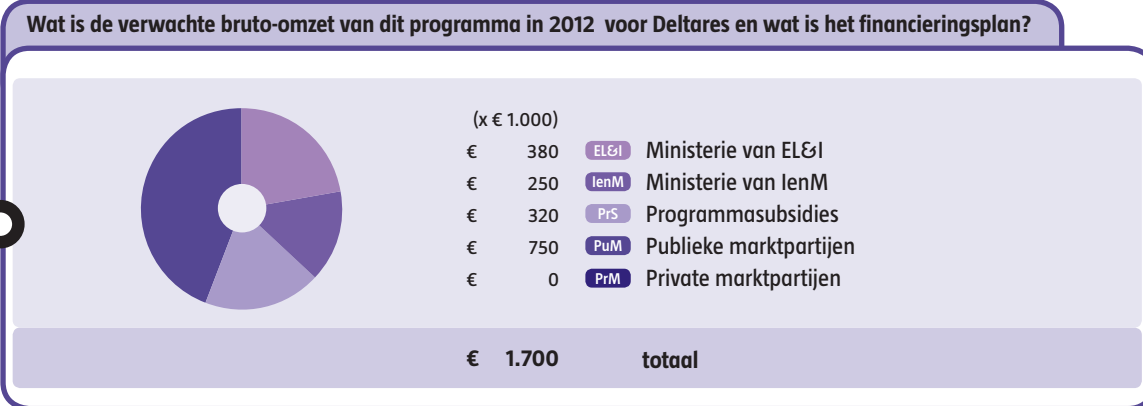 Wat is de verwachte bruto-omzet van dit programma in 2012 voor Deltares en wat is het financieringsplan?
(x € 1.000)
€ 380 EL&I Ministerie van EL&I
€ 250 IenM Ministerie van IenM
€ 320 PrS Programmasubsidies
€ 750 PuM Publieke marktpartijen
€ 0 PrM Private marktpartijen
€ 1.700 totaal